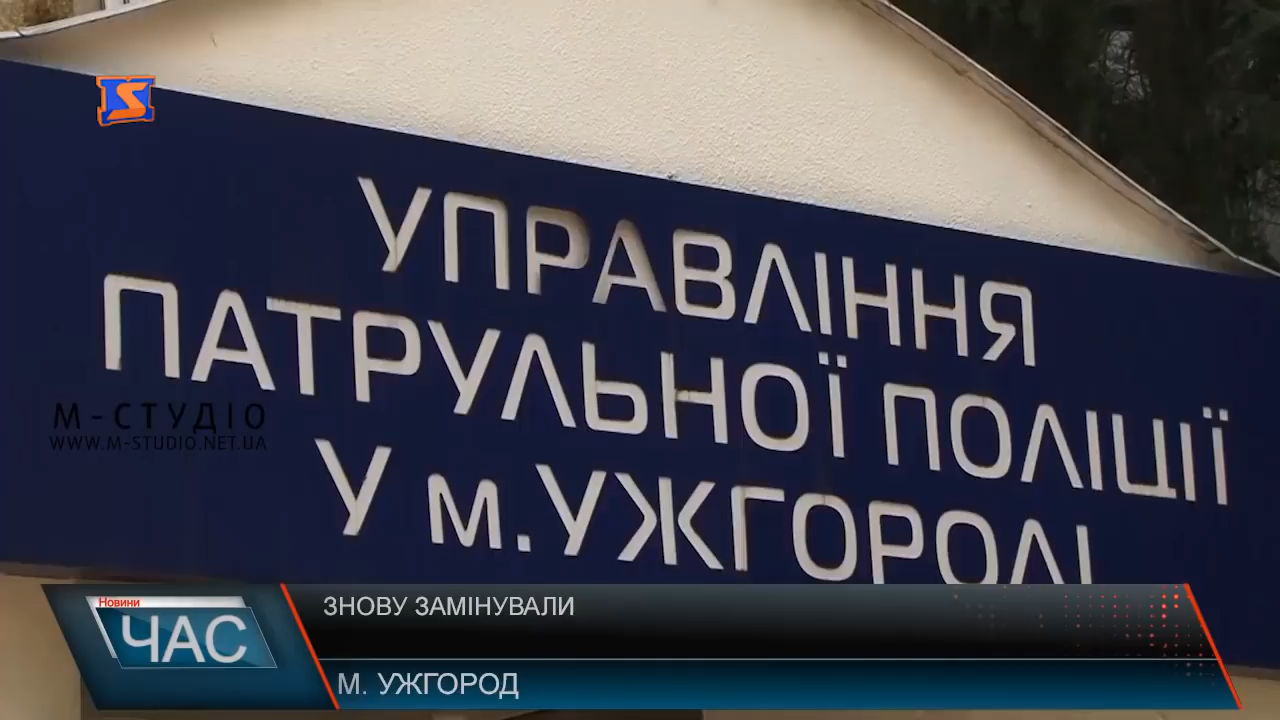 УПРАВЛІННЯ
ПАТРУЛЬНОЇ ПОЛІЦІЇ
У м.УЖГОРОДІ
М-СТУДІО
WWW.M-STUDIO.NET.UA
Новини
ЧАС
ЗНОВУ ЗАМІНУВАЛИ
М. УЖГОРОД